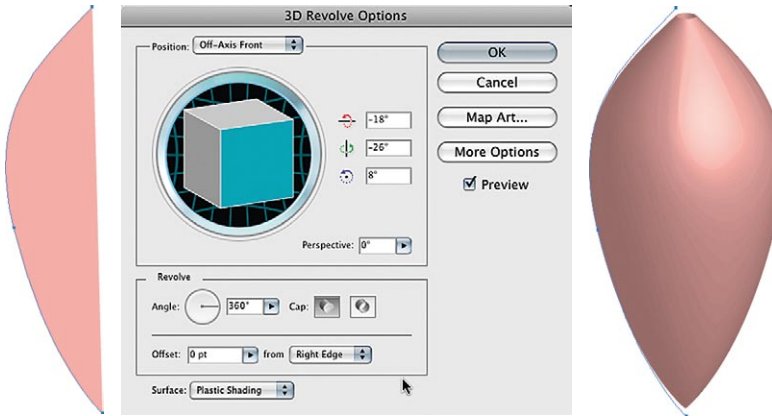 3D Revolve Options
Position: Off-Axis Front
OK
Cancel
-18°
Map Art...
-26°
More Options
8°
Preview
Perspective: 0°
Revolve
Angle: 360° Cap:
Offset: 0 pt from Right Edge
Surface: Plastic Shading